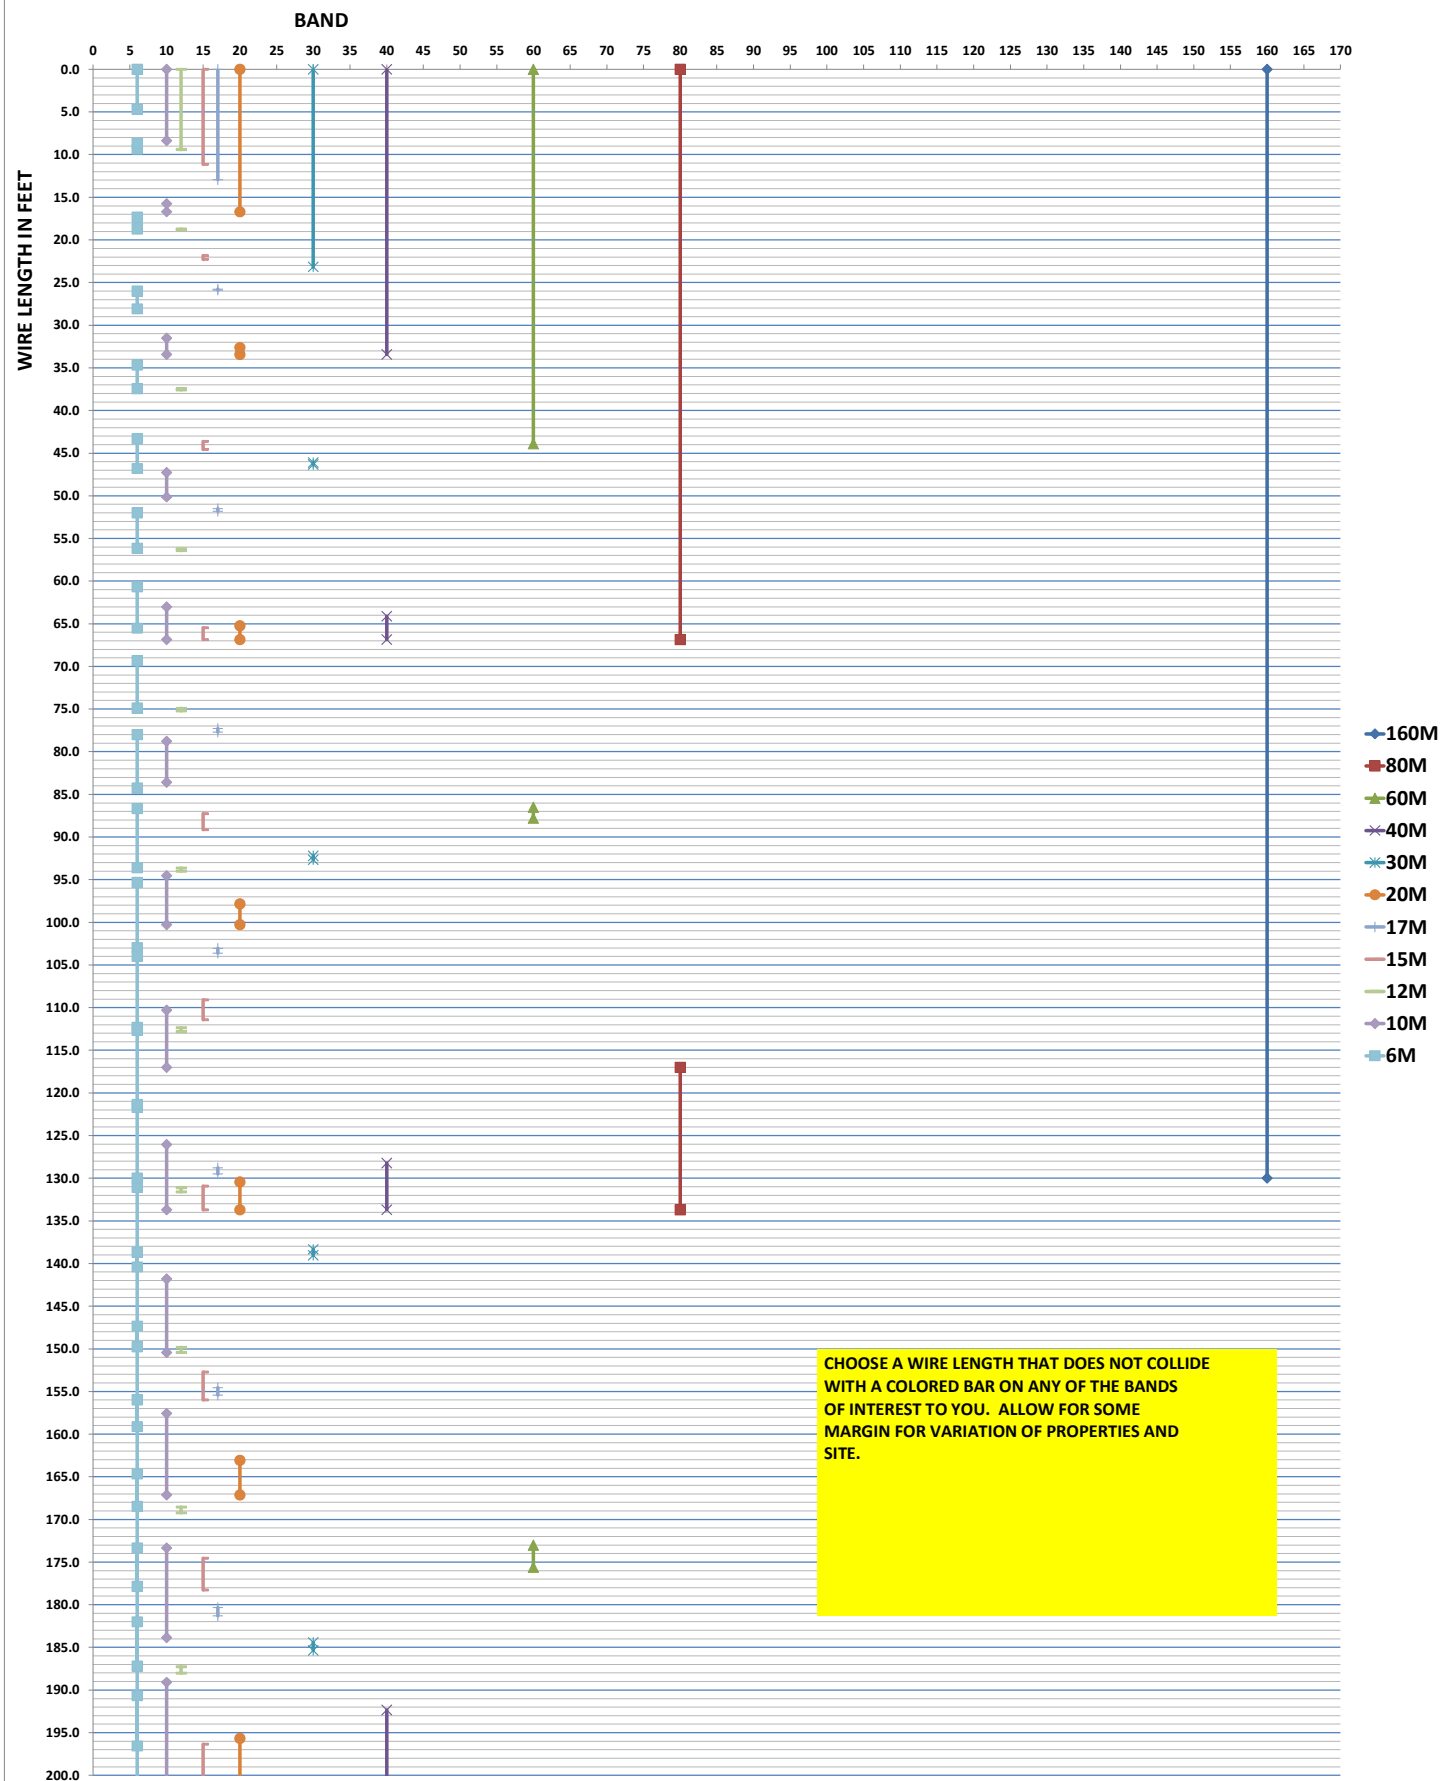 BAND
0 5 10 15 20 25 30 35 40 45 50 55 60 65 70 75 80 85 90 95 100 105 110 115 120 125 130 135 140 145 150 155 160 165 170
WIRE LENGTH IN FEET
0.0
5.0
10.0
15.0
20.0
25.0
30.0
35.0
40.0
45.0
50.0
55.0
60.0
65.0
70.0
75.0
80.0
85.0
90.0
95.0
100.0
105.0
110.0
115.0
120.0
125.0
130.0
135.0
140.0
145.0
150.0
155.0
160.0
165.0
170.0
175.0
180.0
185.0
190.0
195.0
200.0
160M
80M
60M
40M
30M
20M
17M
15M
12M
10M
6M
CHOOSE A WIRE LENGTH THAT DOES NOT COLLIDE
WITH A COLORED BAR ON ANY OF THE BANDS
OF INTEREST TO YOU. ALLOW FOR SOME
MARGIN FOR VARIATION OF PROPERTIES AND
SITE.